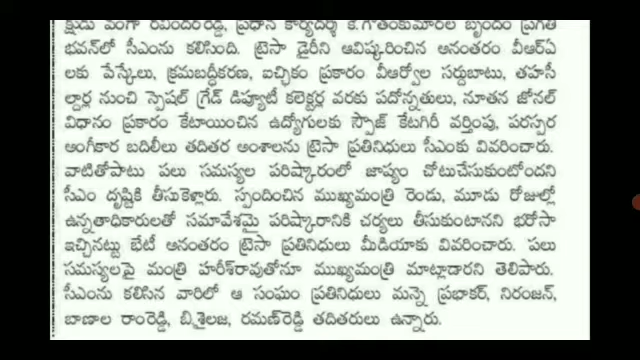 క్షుడు వంగా రవీందర్‌రెడ్డి, ప్రధాన కార్యదర్శి కె.గౌతంకుమార్‌ల బృందం ప్రగతి
భవన్‌లో సీఎంను కలిసింది. ట్రెసా డైరీని ఆవిష్కరించిన అనంతరం వీఆర్ఏ
లకు పేస్కేలు, క్రమబద్ధీకరణ, ఐచ్ఛికం ప్రకారం వీఆర్వోల సర్దుబాటు, తహసీ
ల్దార్ల నుంచి స్పెషల్ గ్రేడ్ డిప్యూటీ కలెక్టర్ల వరకు పదోన్నతులు, నూతన జోనల్
విధానం ప్రకారం కేటాయించిన ఉద్యోగులకు స్పౌజ్ కేటగిరీ వర్తింపు, పరస్పర
అంగీకార బదిలీలు తదితర అంశాలను ట్రెసా ప్రతినిధులు సీఎంకు వివరించారు.
వాటితోపాటు పలు సమస్యల పరిష్కారంలో జాప్యం చోటుచేసుకుంటోందని
సీఎం దృష్టికి తీసుకెళ్లారు. స్పందించిన ముఖ్యమంత్రి రెండు, మూడు రోజుల్లో
ఉన్నతాధికారులతో సమావేశమై పరిష్కారానికి చర్యలు తీసుకుంటానని భరోసా
ఇచ్చినట్టు భేటీ అనంతరం ట్రెసా ప్రతినిధులు మీడియాకు వివరించారు. పలు
సమస్యలపై మంత్రి హరీశ్‌రావుతోనూ ముఖ్యమంత్రి మాట్లాడారని తెలిపారు.
సీఎంను కలిసిన వారిలో ఆ సంఘం ప్రతినిధులు మన్నె ప్రభాకర్, నిరంజన్,
బాణాల రాంరెడ్డి, బి.శైలజ, రమణ్‌రెడ్డి తదితరులు ఉన్నారు.